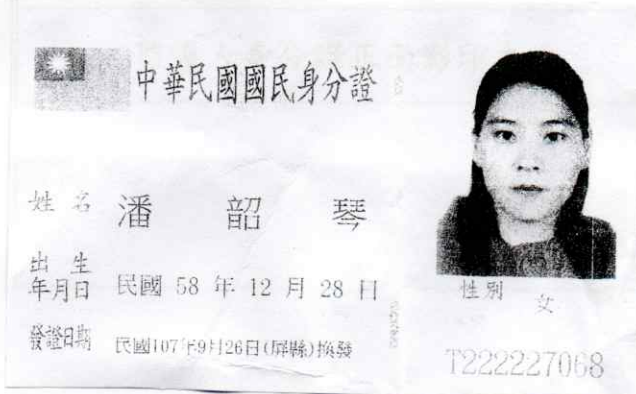 中華民國國民身分證
姓名 潘韶琴
出生年月日 民國 58 年 12 月 28 日
性別 女
發證日期 民國107年9月26日(屏縣)換發
T222227068